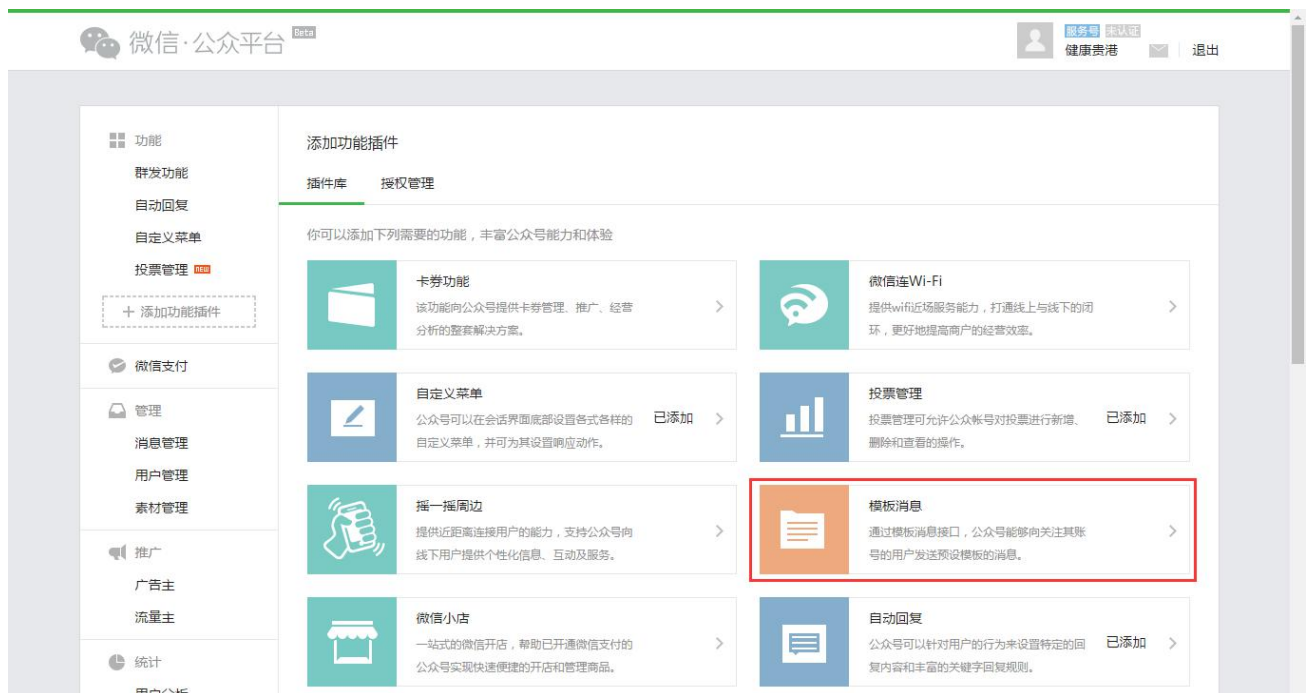 微信·公众平台 Beta
服务号 未认证
健康贵港
退出
功能
群发功能
自动回复
自定义菜单
投票管理 NEW
+ 添加功能插件
微信支付
管理
消息管理
用户管理
素材管理
推广
广告主
流量主
统计
用户分析
添加功能插件
插件库 授权管理
你可以添加下列需要的功能，丰富公众号能力和体验
卡券功能
该功能向公众号提供卡券管理、推广、经营
分析的整套解决方案。
微信连Wi-Fi
提供wifi近场服务能力，打通线上与线下的闭
环，更好地提高商户的经营效率。
自定义菜单
公众号可以在会话界面底部设置各式各样的
自定义菜单，并可为其设置响应动作。
已添加
投票管理
投票管理可允许公众帐号对投票进行新增、
删除和查看的操作。
已添加
摇一摇周边
提供近距离连接用户的能力，支持公众号向
线下用户提供个性化信息、互动及服务。
模板消息
通过模板消息接口，公众号能够向关注其账
号的用户发送预设模板的消息。
微信小店
一站式的微信开店，帮助已开通微信支付的
公众号实现快速便捷的开店和管理商品。
自动回复
公众号可以针对用户的行为来设置特定的回
复内容和丰富的关键字回复规则。
已添加